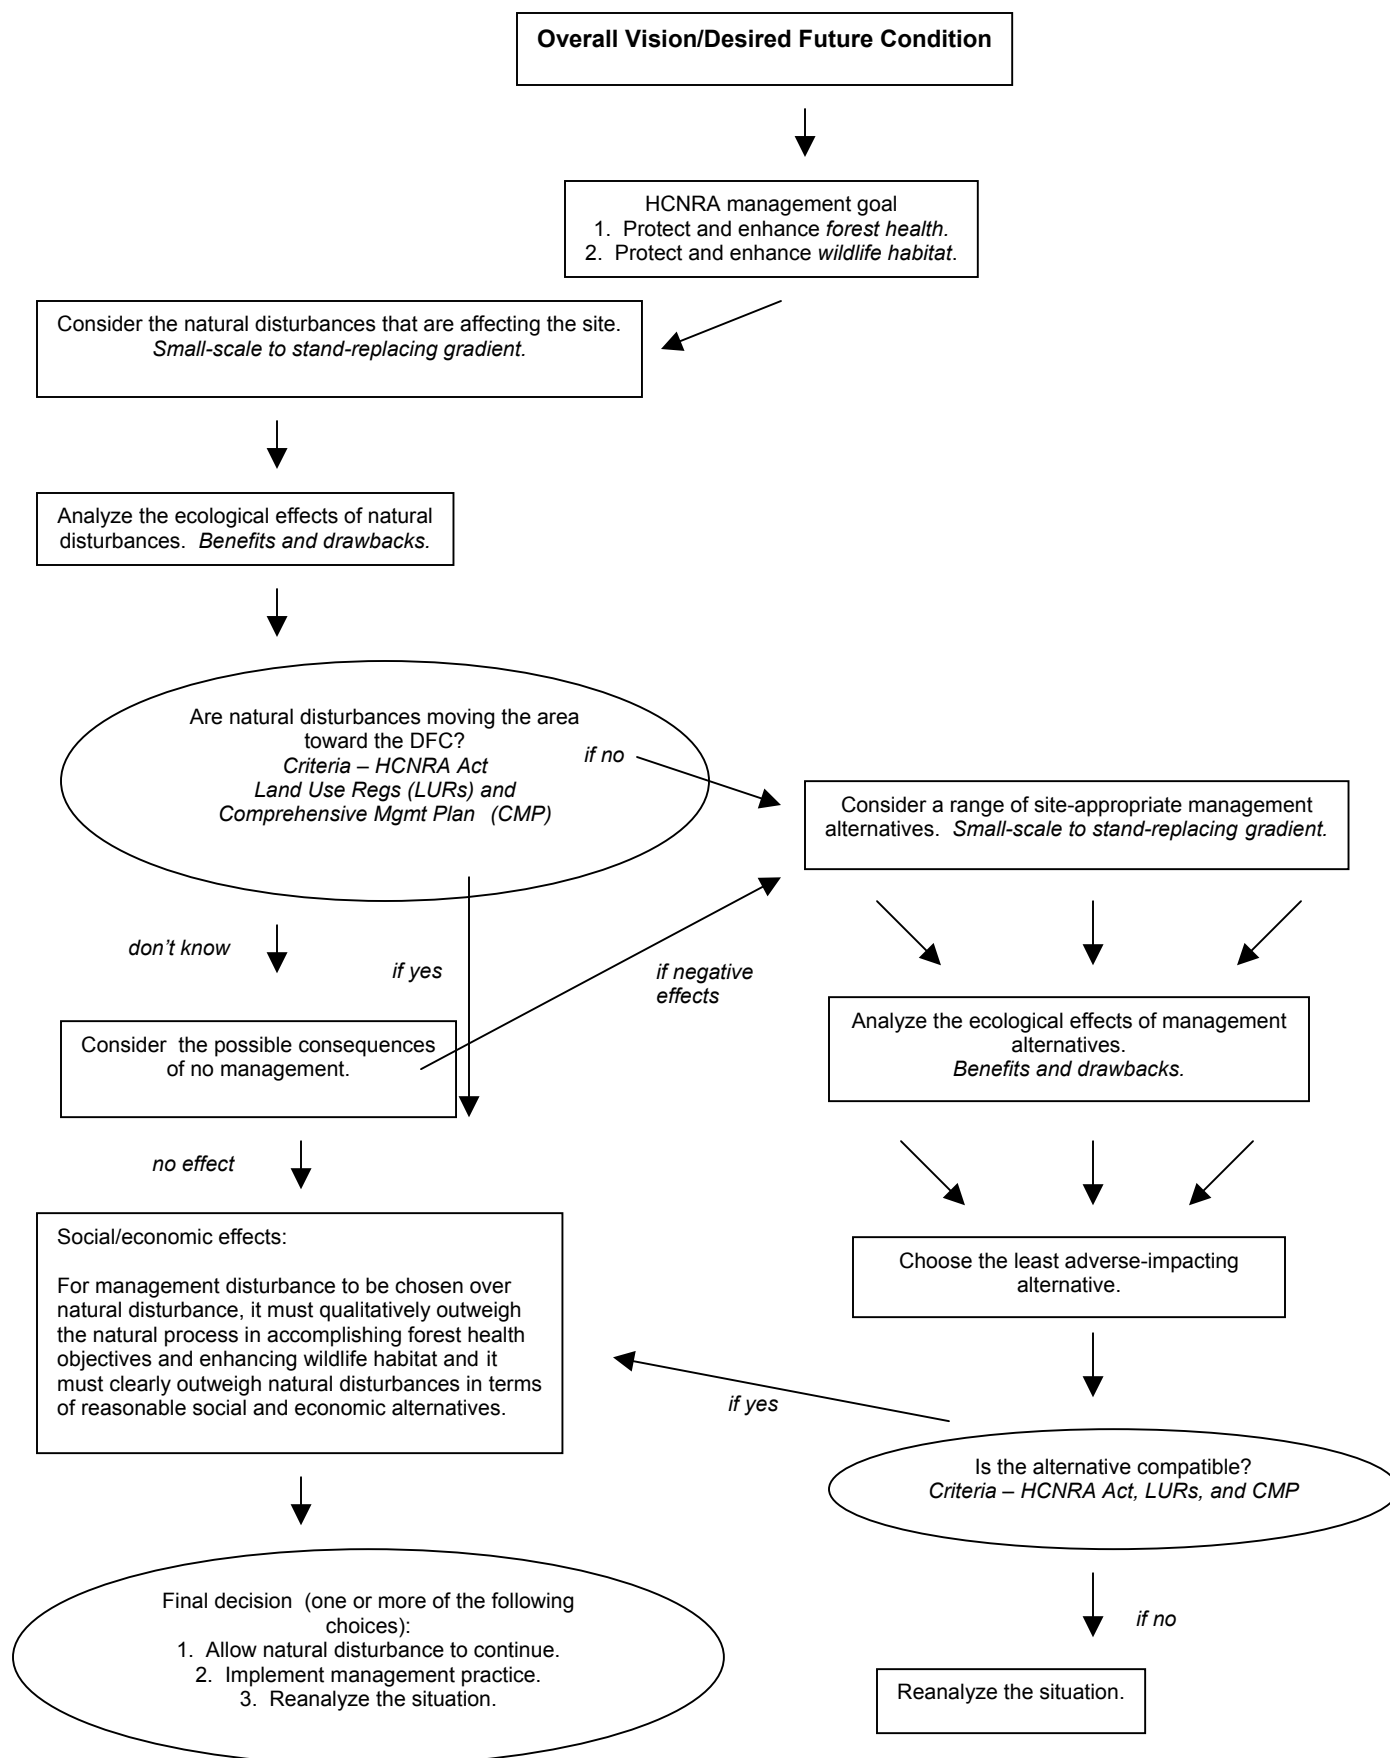 Overall Vision/Desired Future Condition
HCNRA management goal
1. Protect and enhance forest health.
2. Protect and enhance wildlife habitat.
Consider the natural disturbances that are affecting the site.
Small-scale to stand-replacing gradient.
Analyze the ecological effects of natural
disturbances. Benefits and drawbacks.
Are natural disturbances moving the area
toward the DFC?
Criteria – HCNRA Act
Land Use Regs (LURs) and
Comprehensive Mgmt Plan (CMP)
if no
Consider a range of site-appropriate management
alternatives. Small-scale to stand-replacing gradient.
don't know
if yes
if negative
effects
Consider the possible consequences
of no management.
Analyze the ecological effects of management
alternatives.
Benefits and drawbacks.
no effect
Social/economic effects:
For management disturbance to be chosen over
natural disturbance, it must qualitatively outweigh
the natural process in accomplishing forest health
objectives and enhancing wildlife habitat and it
must clearly outweigh natural disturbances in terms
of reasonable social and economic alternatives.
Choose the least adverse-impacting
alternative.
if yes
Is the alternative compatible?
Criteria – HCNRA Act, LURs, and CMP
Final decision (one or more of the following
choices):
1. Allow natural disturbance to continue.
2. Implement management practice.
3. Reanalyze the situation.
if no
Reanalyze the situation.